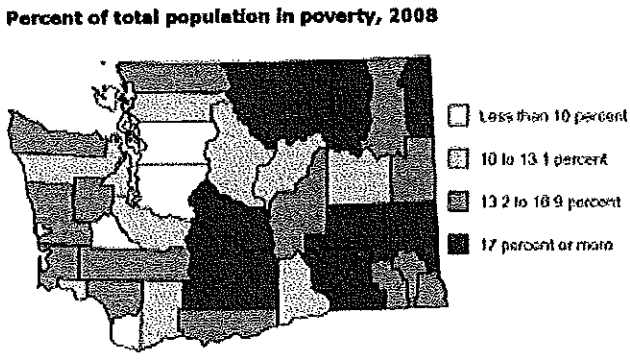 Percent of total population in poverty, 2008
Less than 10 percent
10 to 13.1 percent
13.2 to 16.9 percent
17 percent or more